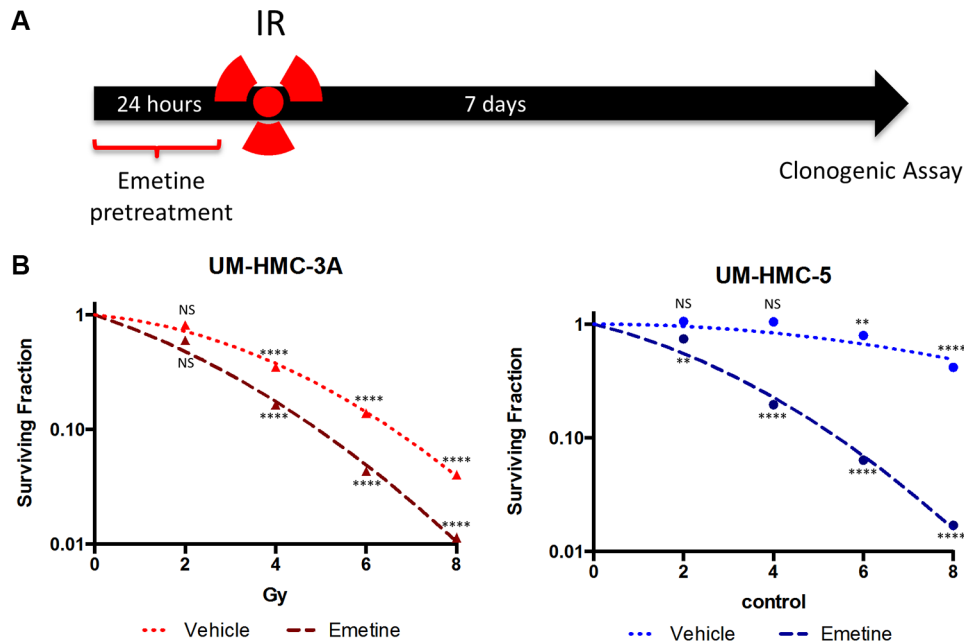 A
IR
24 hours
7 days
Emetine
pretreatment
Clonogenic Assay
B
UM-HMC-3A
Surviving Fraction
1
0.10
0.01
NS
NS
****
****
****
****
****
****
0
2
4
6
8
Gy
Vehicle
Emetine
UM-HMC-5
Surviving Fraction
1.0
0.10
0.01
NS
NS
**
****
**
****
****
****
0
2
4
6
8
control
Vehicle
Emetine